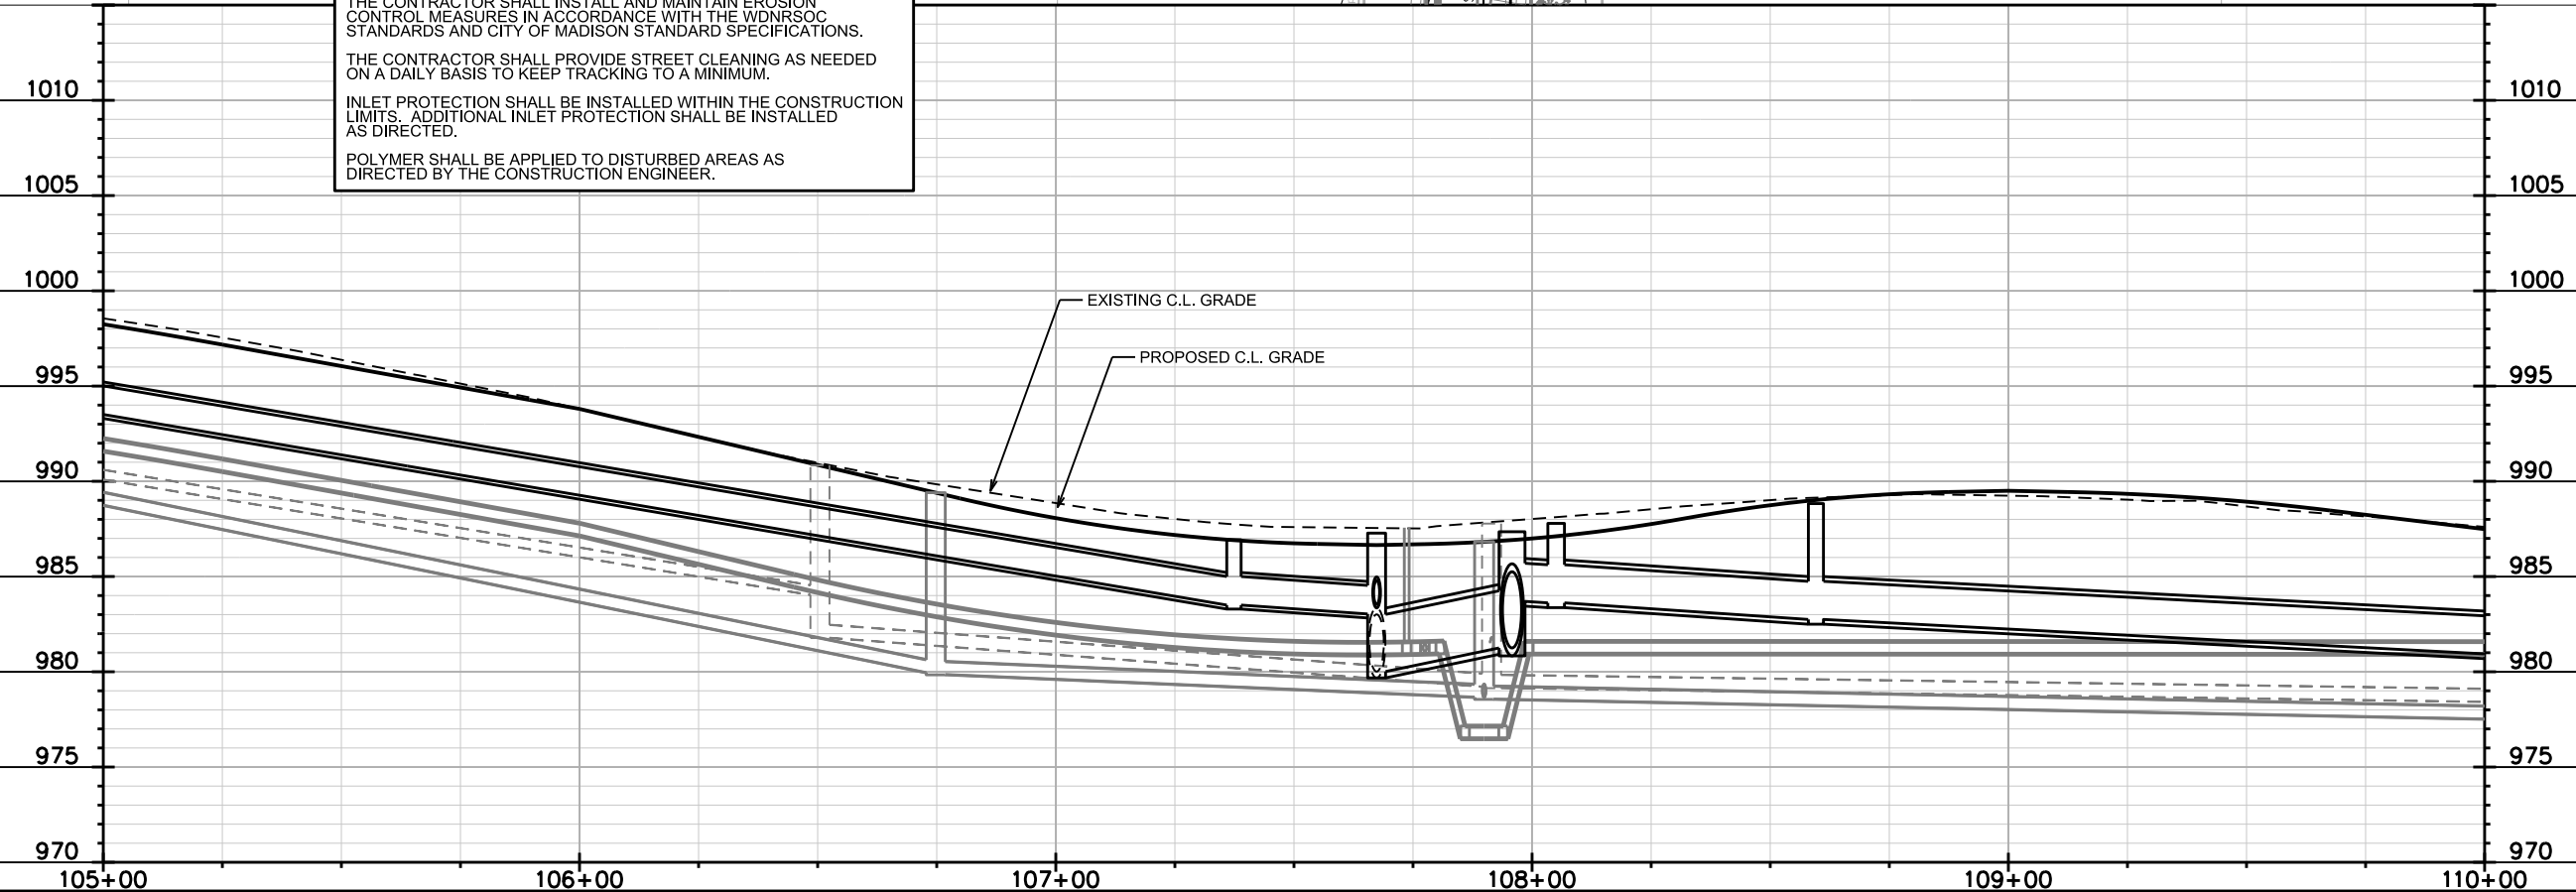 THE CONTRACTOR SHALL INSTALL AND MAINTAIN EROSION
CONTROL MEASURES IN ACCORDANCE WITH THE WDNRSOC
STANDARDS AND CITY OF MADISON STANDARD SPECIFICATIONS.
THE CONTRACTOR SHALL PROVIDE STREET CLEANING AS NEEDED
ON A DAILY BASIS TO KEEP TRACKING TO A MINIMUM.
INLET PROTECTION SHALL BE INSTALLED WITHIN THE CONSTRUCTION
LIMITS. ADDITIONAL INLET PROTECTION SHALL BE INSTALLED
AS DIRECTED.
POLYMER SHALL BE APPLIED TO DISTURBED AREAS AS
DIRECTED BY THE CONSTRUCTION ENGINEER.
1010 1010
1005 1005
1000 1000
EXISTING C.L. GRADE
PROPOSED C.L. GRADE
995 995
990 990
985 985
980 980
975 975
970 970
105+00 106+00 107+00 108+00 109+00 110+00